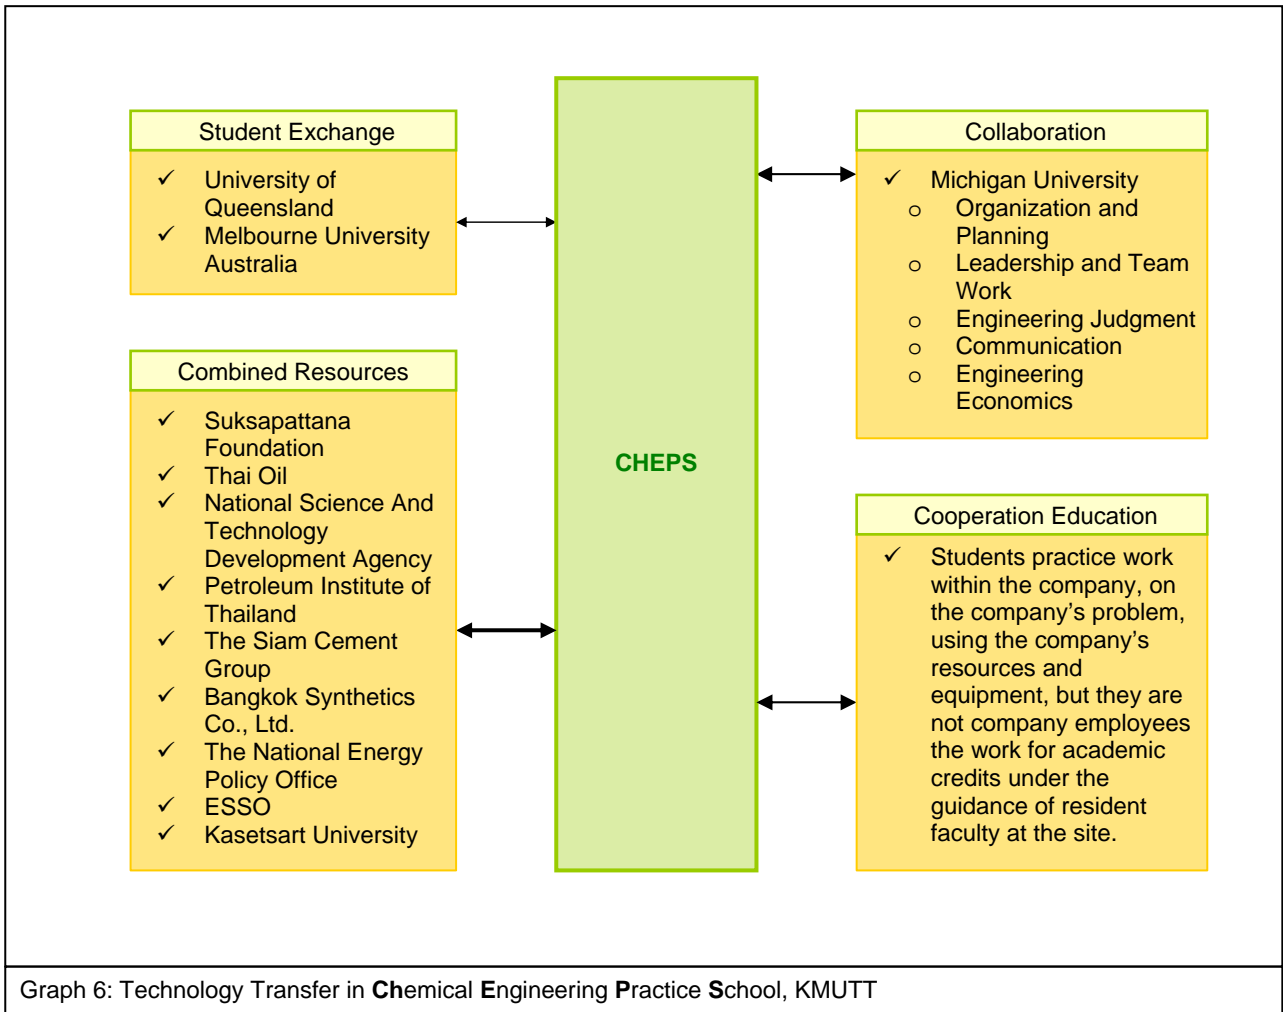 Student Exchange
✓ University of
Queensland
✓ Melbourne University
Australia
Combined Resources
✓ Suksapattana
Foundation
✓ Thai Oil
✓ National Science And
Technology
Development Agency
✓ Petroleum Institute of
Thailand
✓ The Siam Cement
Group
✓ Bangkok Synthetics
Co., Ltd.
✓ The National Energy
Policy Office
✓ ESSO
✓ Kasetsart University
CHEPS
Collaboration
✓ Michigan University
o Organization and
Planning
o Leadership and Team
Work
o Engineering Judgment
o Communication
o Engineering
Economics
Cooperation Education
✓ Students practice work
within the company, on
the company’s problem,
using the company’s
resources and
equipment, but they are
not company employees
the work for academic
credits under the
guidance of resident
faculty at the site.
Graph 6: Technology Transfer in Chemical Engineering Practice School, KMUTT